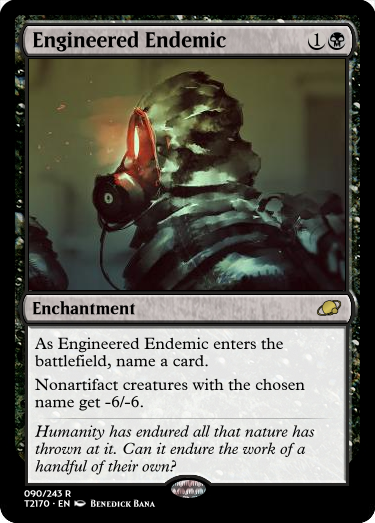 Engineered Endemic 1
Enchantment
As Engineered Endemic enters the
battlefield, name a card.
Nonartifact creatures with the chosen
name get -6/-6.
Humanity has endured all that nature has
thrown at it. Can it endure the work of a
handful of their own?
090/243 R
T2170 · EN BENEDICK BANA